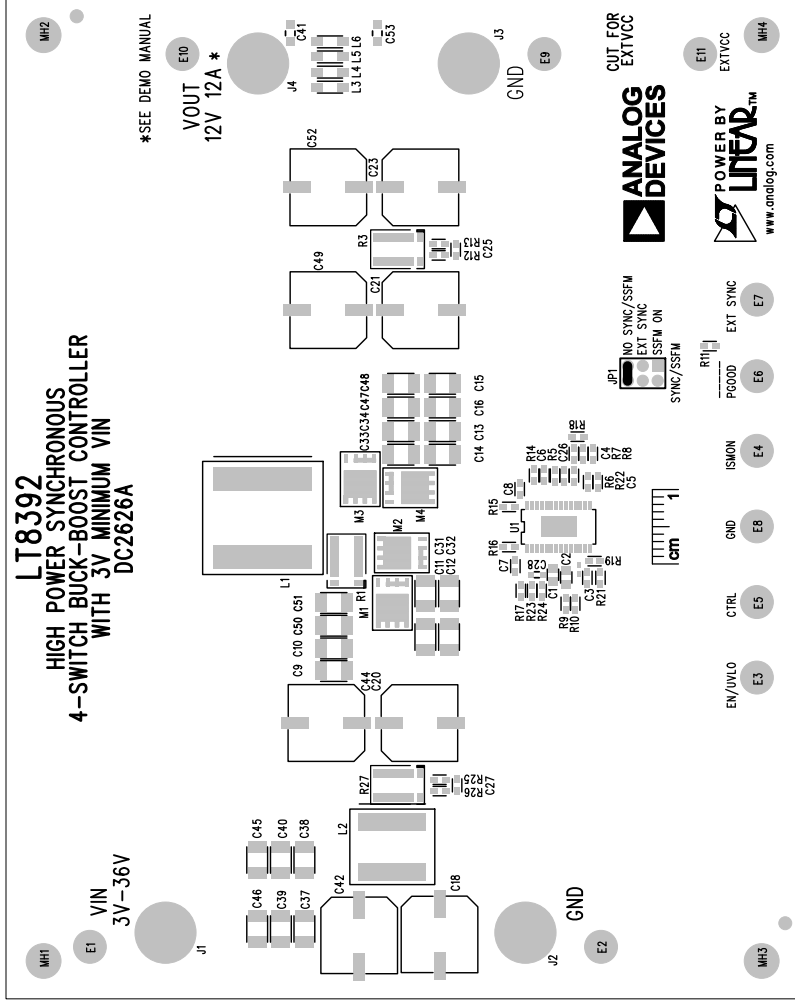 LT8392
HIGH POWER SYNCHRONOUS
4-SWITCH BUCK-BOOST CONTROLLER
WITH 3V MINIMUM VIN
DC2626A
MH1
MH2
MH3
MH4
E1
VIN
3V-36V
J1
E10
VOUT
12V 12A *
*SEE DEMO MANUAL
J4
C41
L6
L5
L4
L3
C53
J3
GND
E9
CUT FOR
EXTVCC
E11
EXTVCC
C45
C40
C38
C46
C39
C37
C42
C18
L2
R27
R25
R26
C27
C44
C20
C9
C10
C50
C51
L1
R1
M1
M2
M3
M4
C11
C12
C31
C32
C33
C34
C47
C48
C14
C13
C16
C15
C49
C21
R3
R13
R12
C25
C52
C23
J2
GND
E2
R17
R23
R24
C28
C1
C2
R9
R10
C3
R21
R19
C7
R16
U1
R15
C8
R14
C6
R5
C26
R18
C4
R7
R8
R6
R22
C5
cm
1
JP1
NO SYNC/SSFM
EXT SYNC
SSFM ON
SYNC/SSFM
R11
EN/UVLO
E3
CTRL
E5
GND
E8
ISMON
E4
PGOOD
E6
EXT SYNC
E7
ANALOG
DEVICES
POWER BY
LINEAR™
www.analog.com